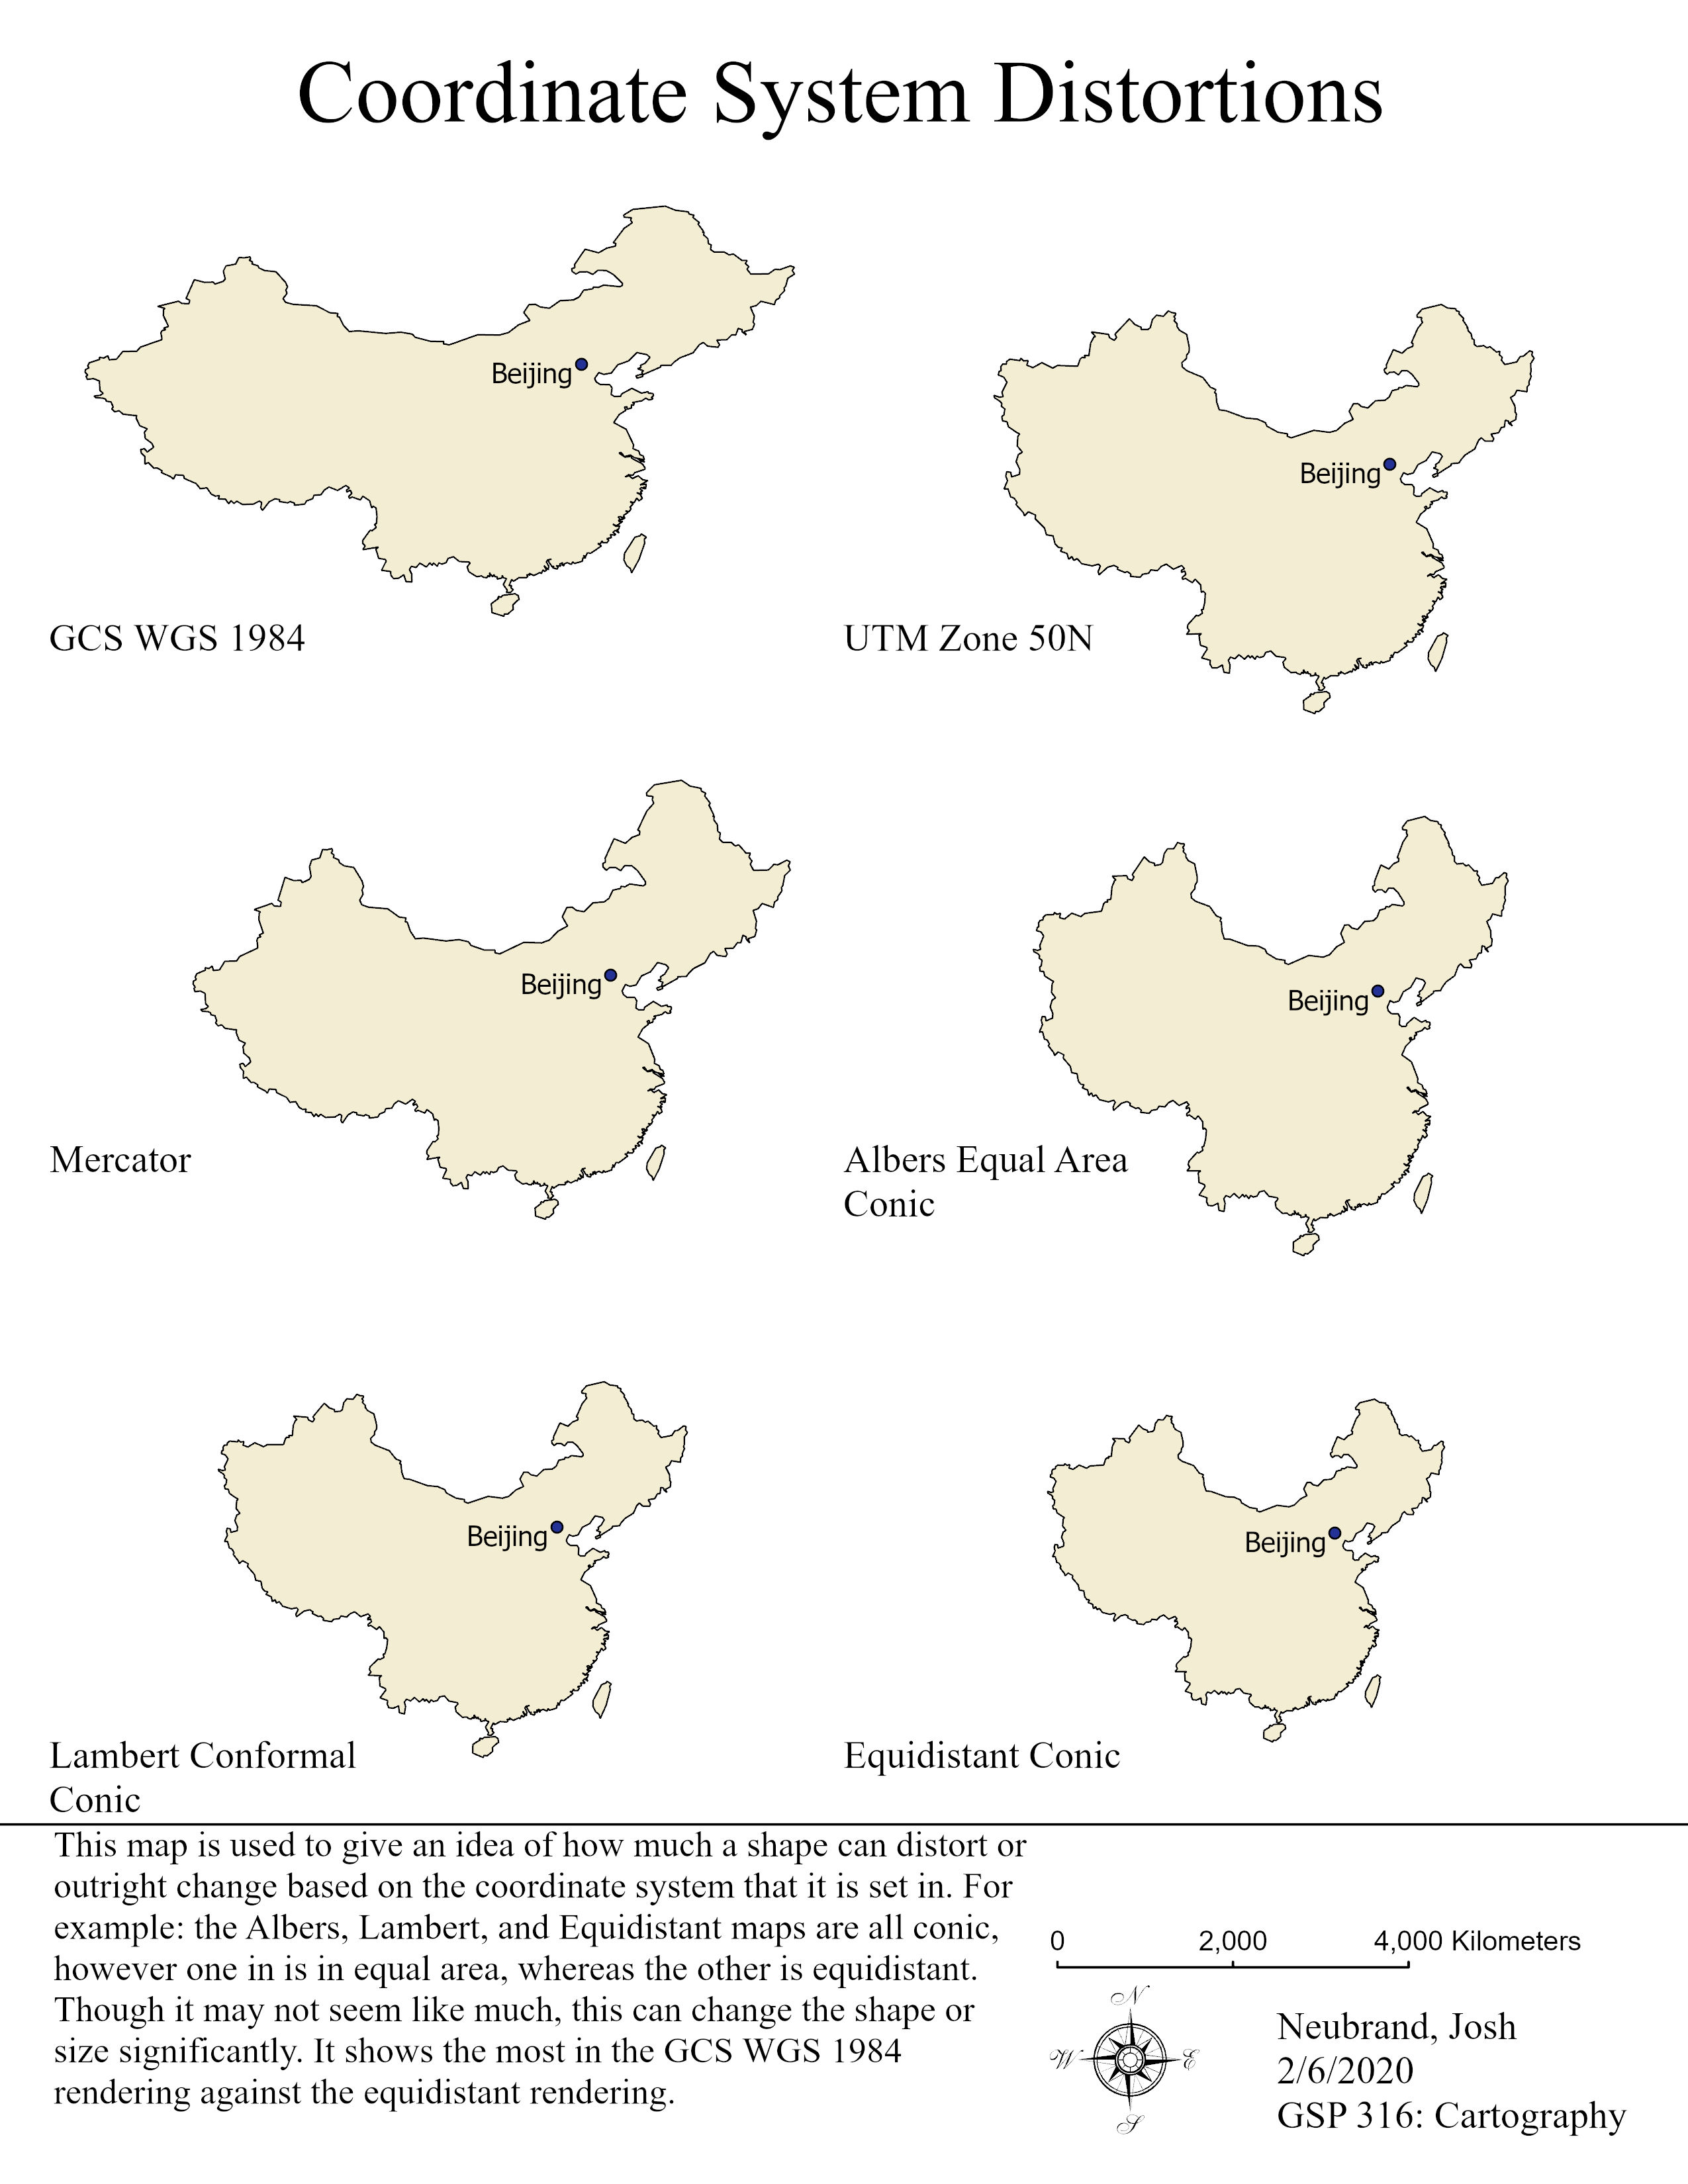 Coordinate System Distortions
Beijing
GCS WGS 1984
Beijing
UTM Zone 50N
Beijing
Mercator
Beijing
Albers Equal Area
Conic
Beijing
Lambert Conformal
Conic
Beijing
Equidistant Conic
This map is used to give an idea of how much a shape can distort or
outright change based on the coordinate system that it is set in. For
example: the Albers, Lambert, and Equidistant maps are all conic,
however one in is in equal area, whereas the other is equidistant.
Though it may not seem like much, this can change the shape or
size significantly. It shows the most in the GCS WGS 1984
rendering against the equidistant rendering.
0 2,000 4,000 Kilometers
N
W E
S
Neubrand, Josh
2/6/2020
GSP 316: Cartography